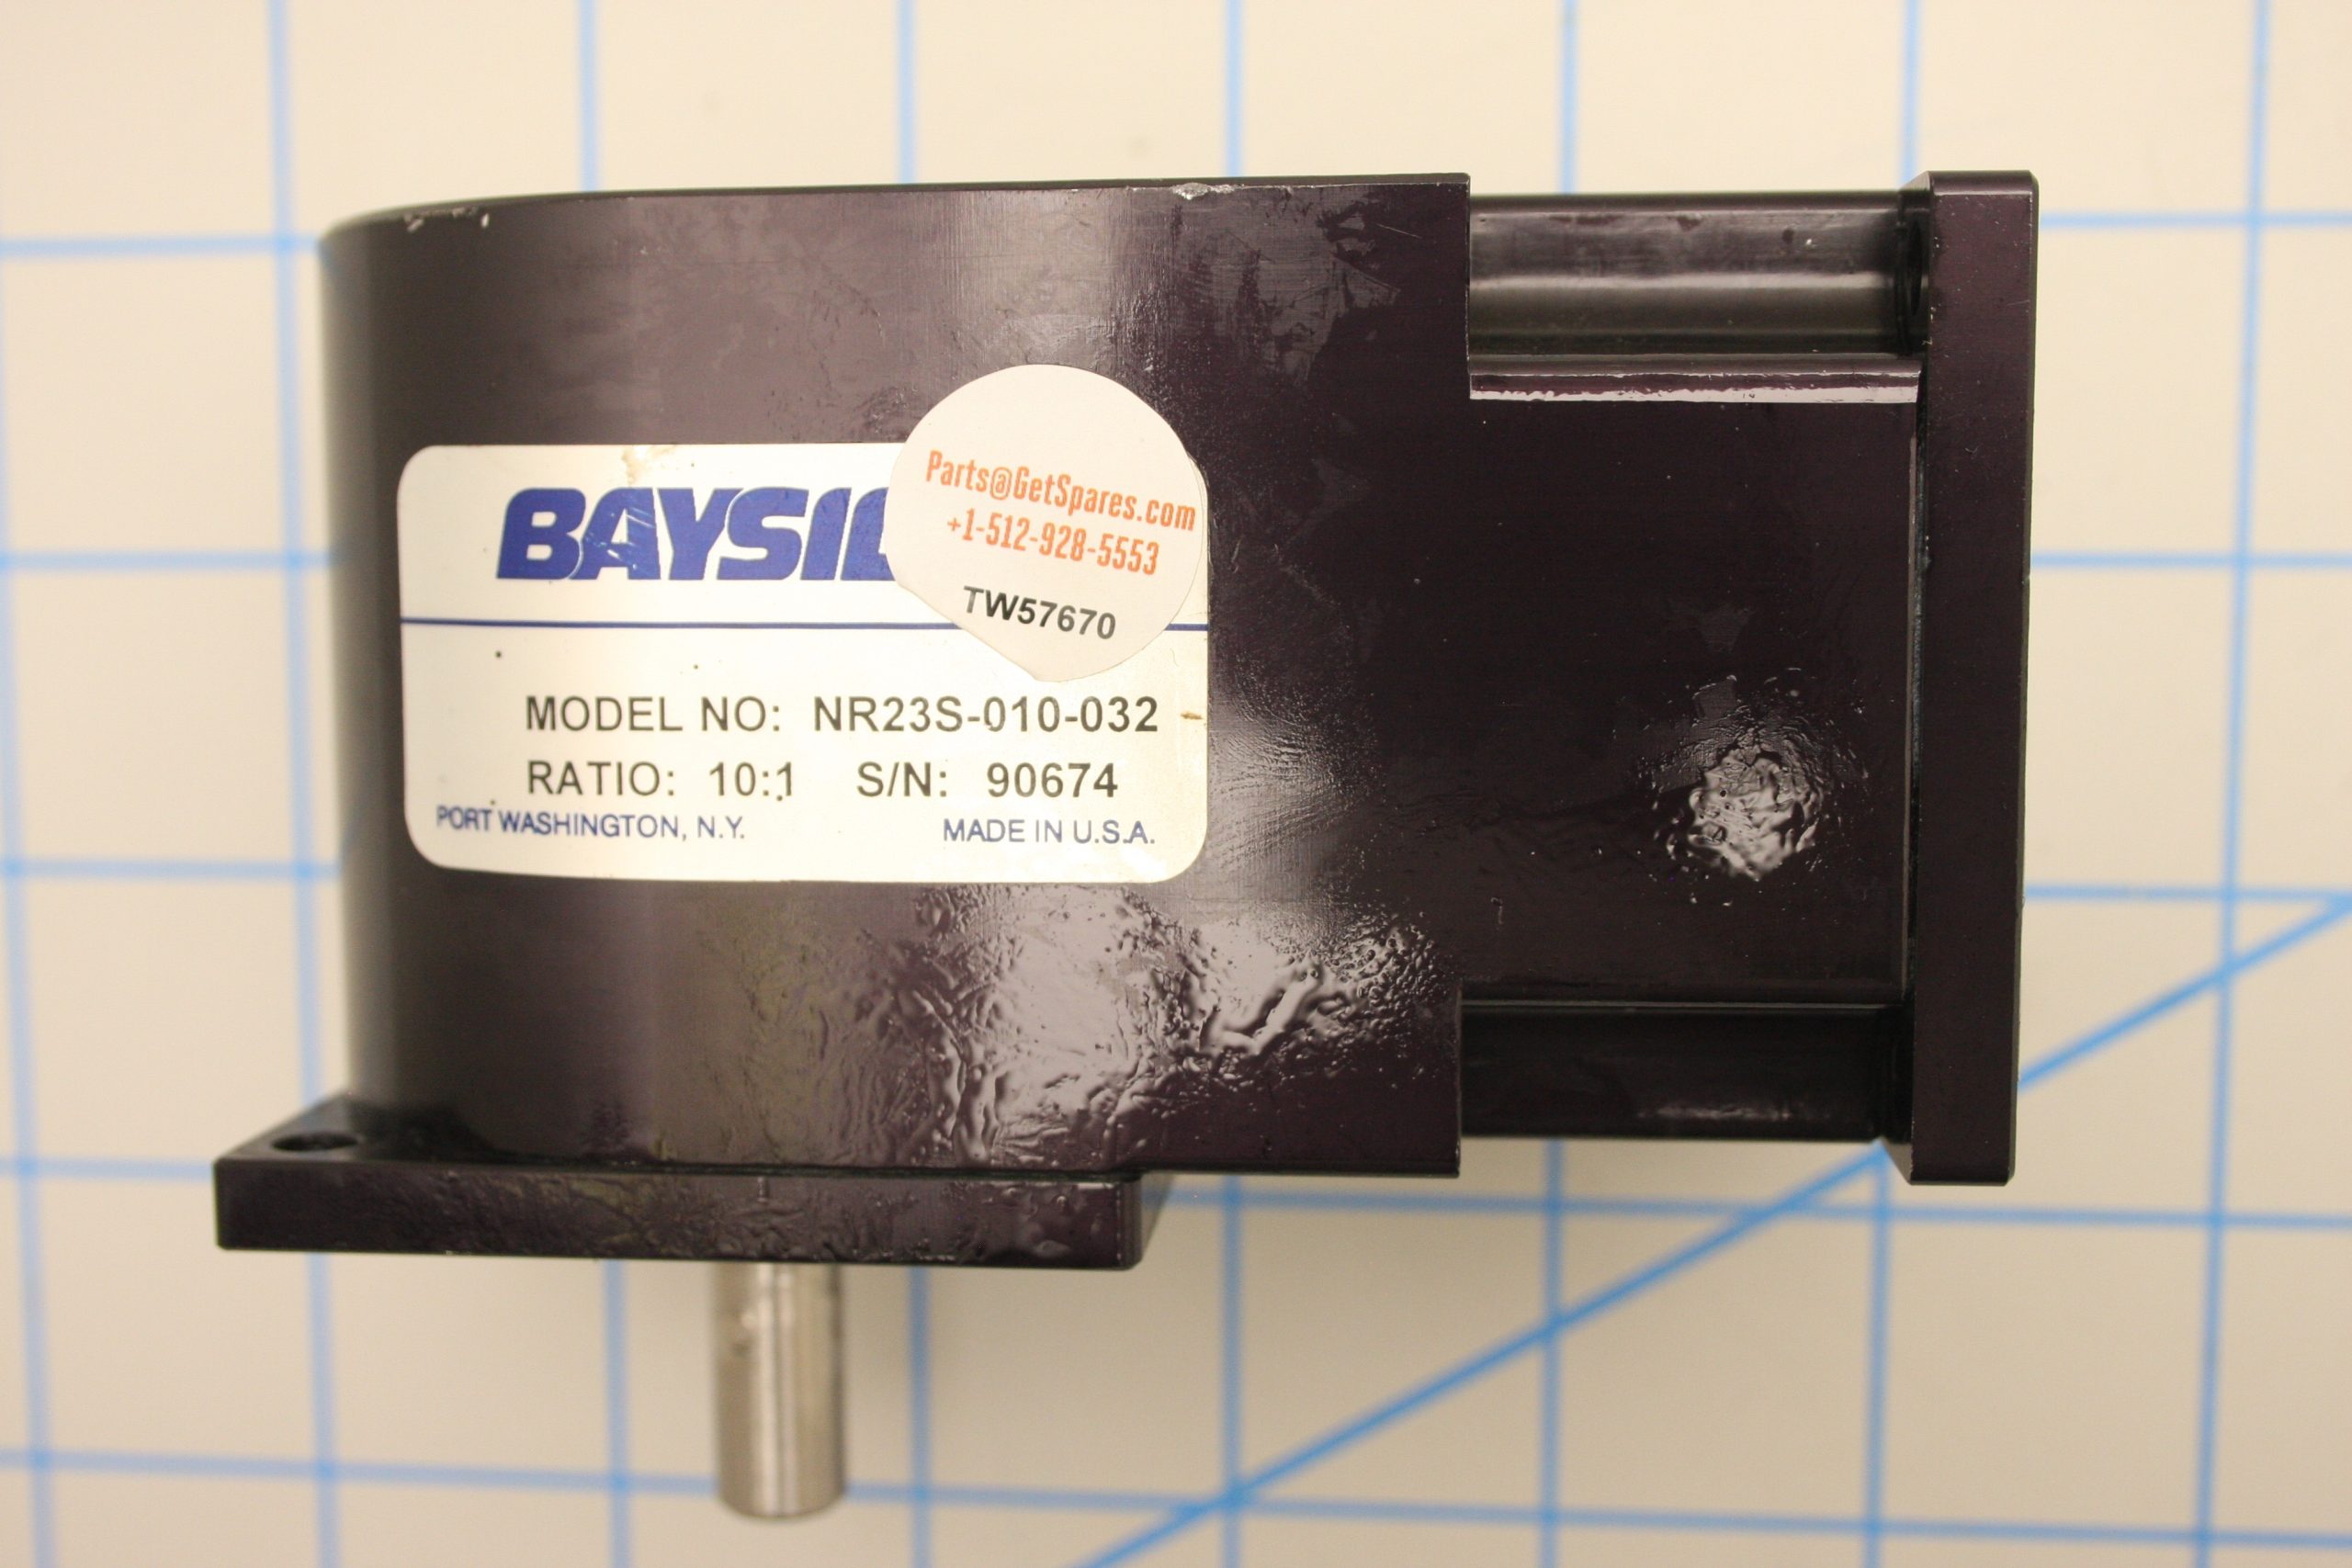 BAYSI
Parts@GetSpares.com
+1-512-928-5553
TW57670
MODEL NO: NR23S-010-032
RATIO: 10:1 S/N: 90674
PORT WASHINGTON, N.Y. MADE IN U.S.A.